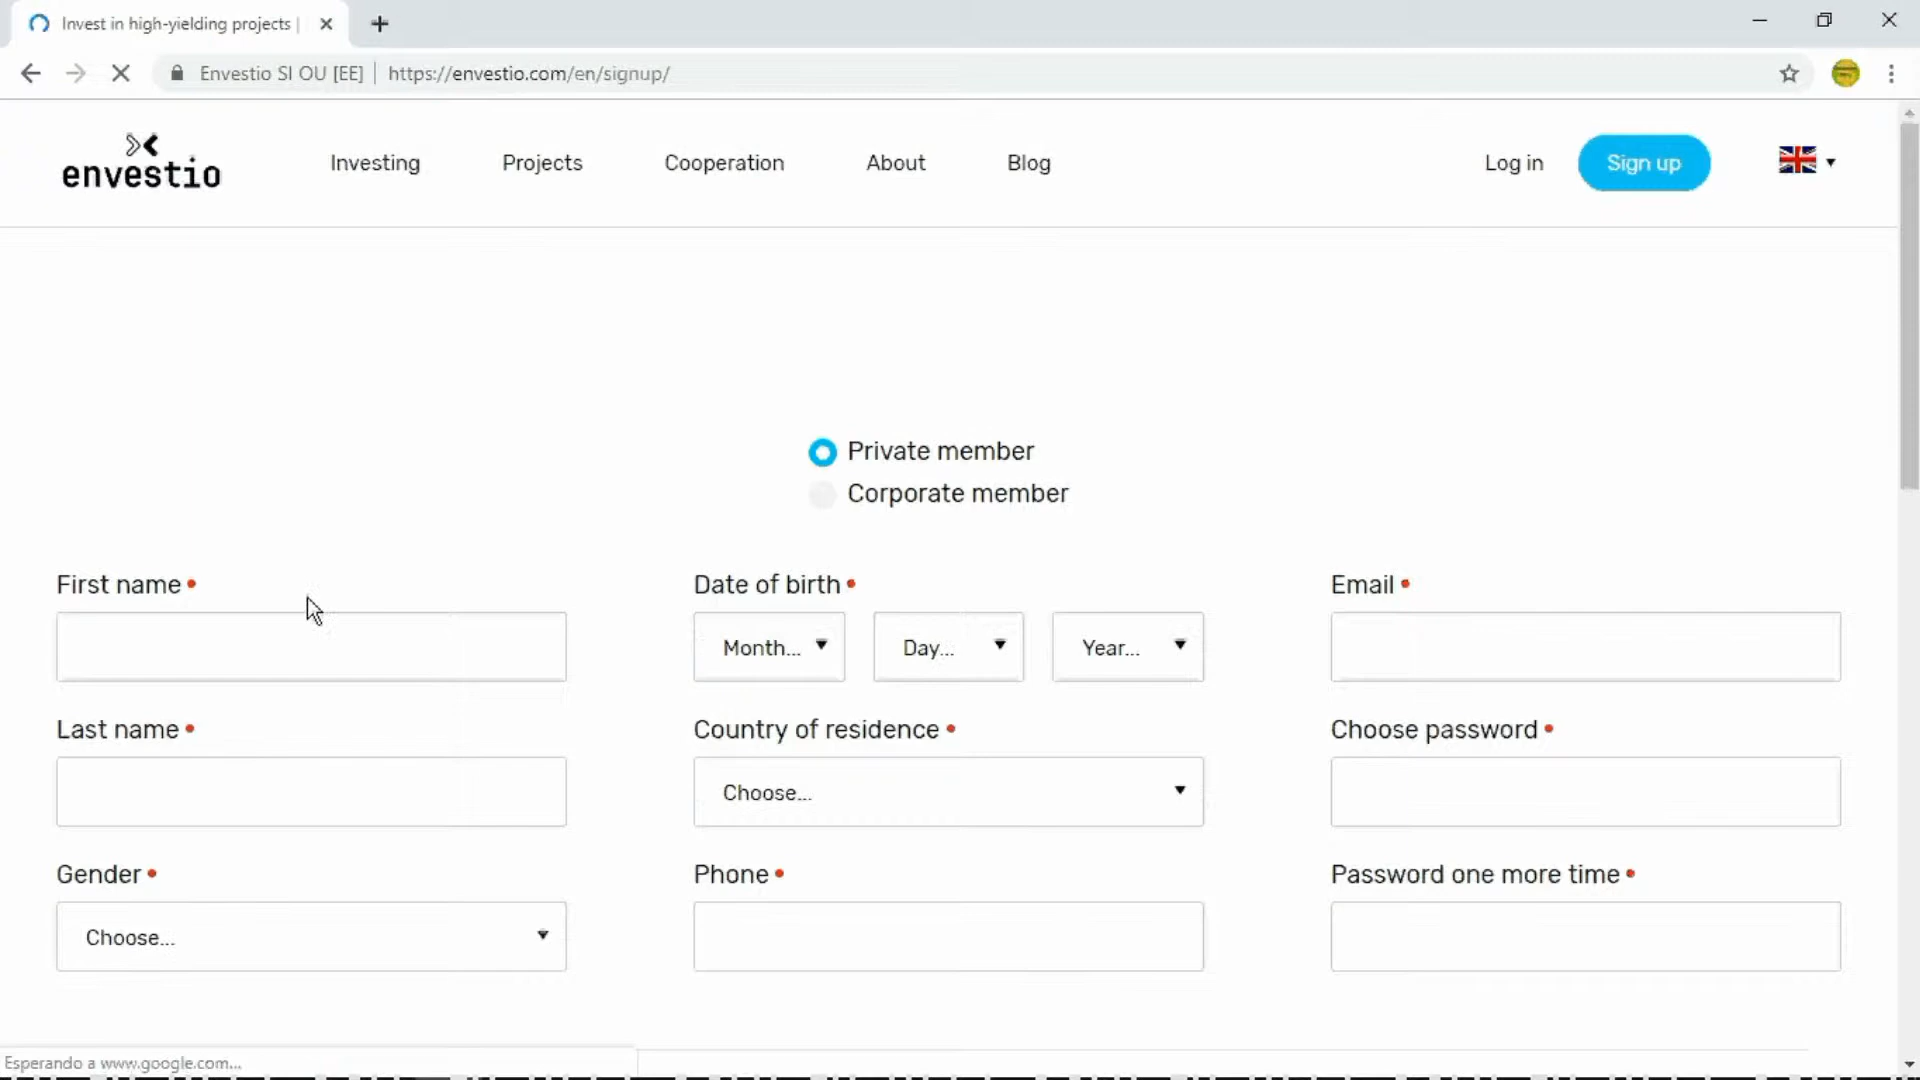 Invest in high-yielding projects |
Envestio SI OU [EE] | https://envestio.com/en/signup/
envestio
Investing
Projects
Cooperation
About
Blog
Log in
Sign up
Private member
Corporate member
First name
Date of birth
Email
Month...
Day...
Year...
Last name
Country of residence
Choose password
Choose...
Gender
Phone
Password one more time
Choose...
Esperando a www.google.com...